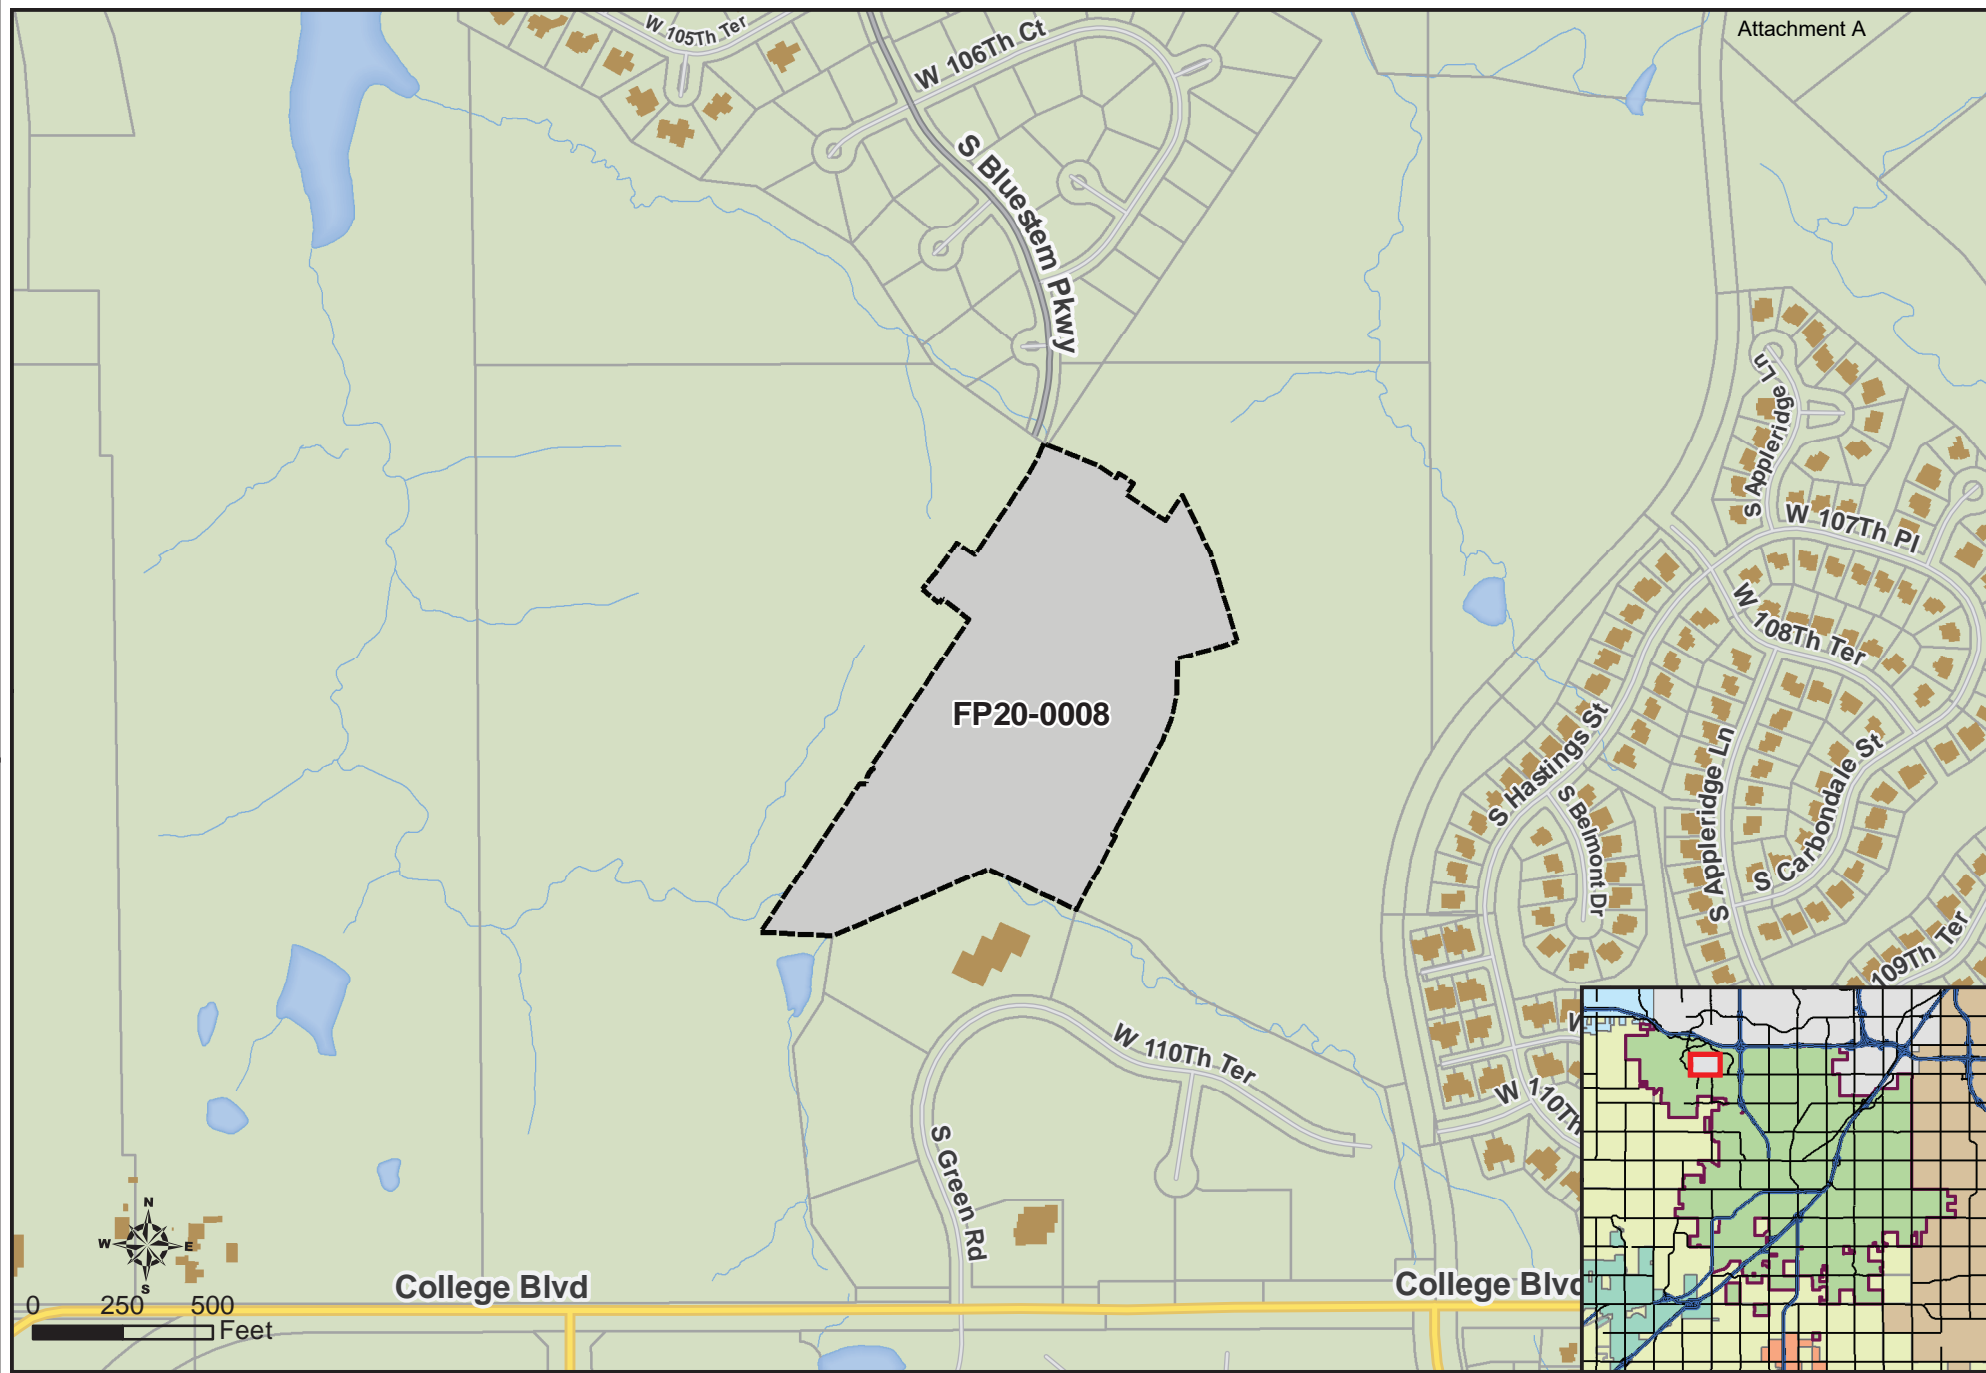 Attachment A
W 105Th Ter
W 106Th Ct
S Bluestem Pkwy
S Appleridge Ln
W 107Th Pl
W 108Th Ter
FP20-0008
S Hastings St
S Belmont Dr
S Appleridge Ln
S Carbondale St
109Th Ter
W 110Th Ter
W
W 110Th
S Green Rd
N
W
E
S
College Blvd
College Blvd
0 250 500
Feet